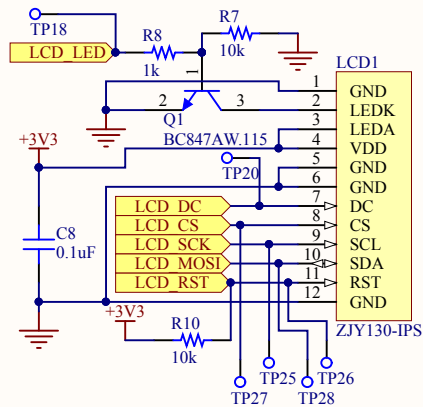 TP18
R7
LCD_LED
R8
10k
LCD1
1k
1
1
GND
2
3
2
LEDK
Q1
3
LEDA
+3V3
BC847AW.115
4
VDD
TP20
5
GND
6
GND
LCD_DC
7
DC
C8
LCD_CS
8
CS
0.1uF
LCD_SCK
9
SCL
LCD_MOSI
10
SDA
LCD_RST
11
RST
12
GND
+3V3
R10
ZJY130-IPS
10k
TP25
TP26
TP27
TP28